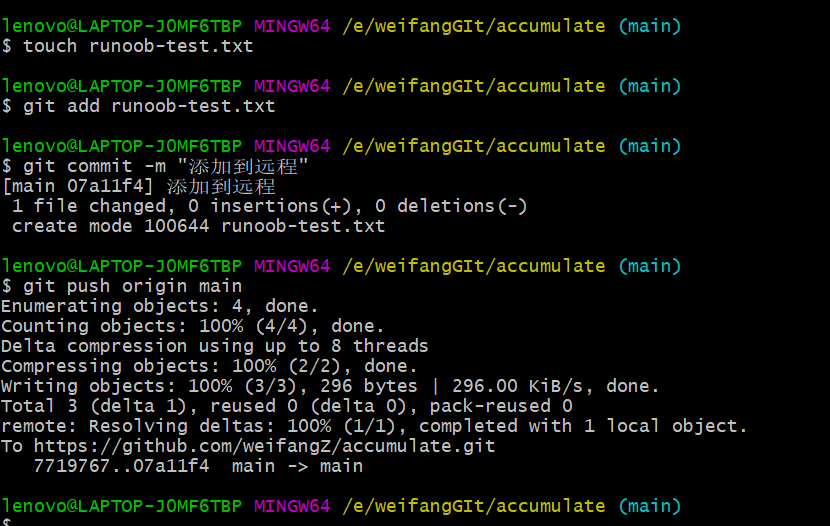 lenovo@LAPTOP-J0MF6TBP MINGW64 /e/weifangGIt/accumulate (main)
$ touch runoob-test.txt
lenovo@LAPTOP-J0MF6TBP MINGW64 /e/weifangGIt/accumulate (main)
$ git add runoob-test.txt
lenovo@LAPTOP-J0MF6TBP MINGW64 /e/weifangGIt/accumulate (main)
$ git commit -m "添加到远程"
[main 07a11f4] 添加到远程
1 file changed, 0 insertions(+), 0 deletions(-)
create mode 100644 runoob-test.txt
lenovo@LAPTOP-J0MF6TBP MINGW64 /e/weifangGIt/accumulate (main)
$ git push origin main
Enumerating objects: 4, done.
Counting objects: 100% (4/4), done.
Delta compression using up to 8 threads
Compressing objects: 100% (2/2), done.
Writing objects: 100% (3/3), 296 bytes | 296.00 KiB/s, done.
Total 3 (delta 1), reused 0 (delta 0), pack-reused 0
remote: Resolving deltas: 100% (1/1), completed with 1 local object.
To https://github.com/weifangZ/accumulate.git
7719767..07a11f4  main -> main
lenovo@LAPTOP-J0MF6TBP MINGW64 /e/weifangGIt/accumulate (main)
$